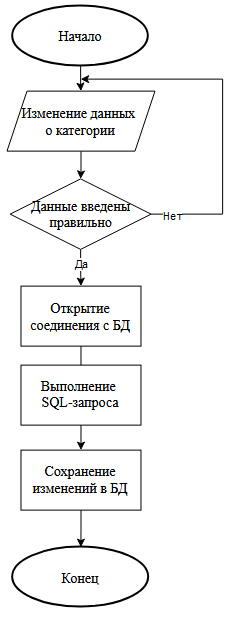 Начало
Изменение данных
о категории
Данные введены
правильно
Нет
Да
Открытие
соединения с БД
Выполнение
SQL-запроса
Сохранение
изменений в БД
Конец